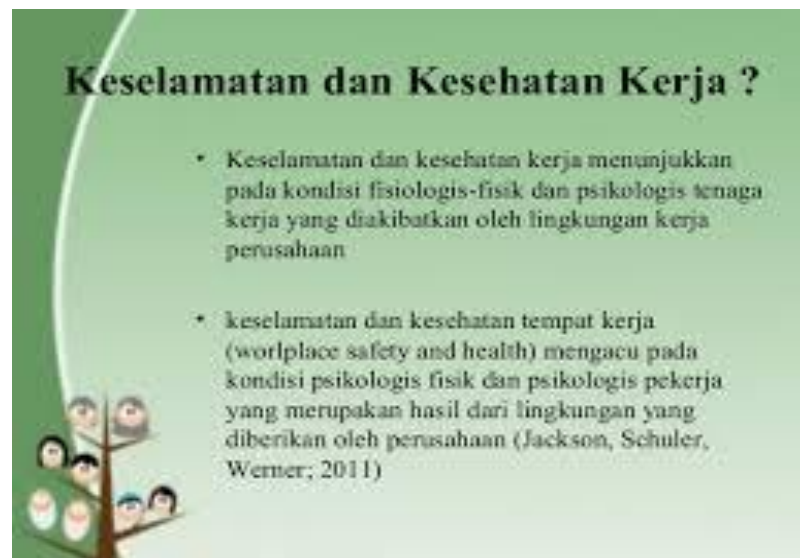 Keselamatan dan Kesehatan Kerja ?
• Keselamatan dan kesehatan kerja menunjukkan
pada kondisi fisiologis-fisik dan psikologis tenaga
kerja yang diakibatkan oleh lingkungan kerja
perusahaan
• keselamatan dan kesehatan tempat kerja
(worlplace safety and health) mengacu pada
kondisi psikologis fisik dan psikologis pekerja
yang merupakan hasil dari lingkungan yang
diberikan oleh perusahaan (Jackson, Schuler,
Werner; 2011)